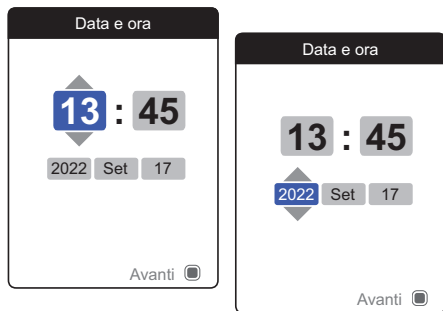 Data e ora
13 : 45
2022 Set 17
Avanti
Data e ora
13 : 45
2022 Set 17
Avanti